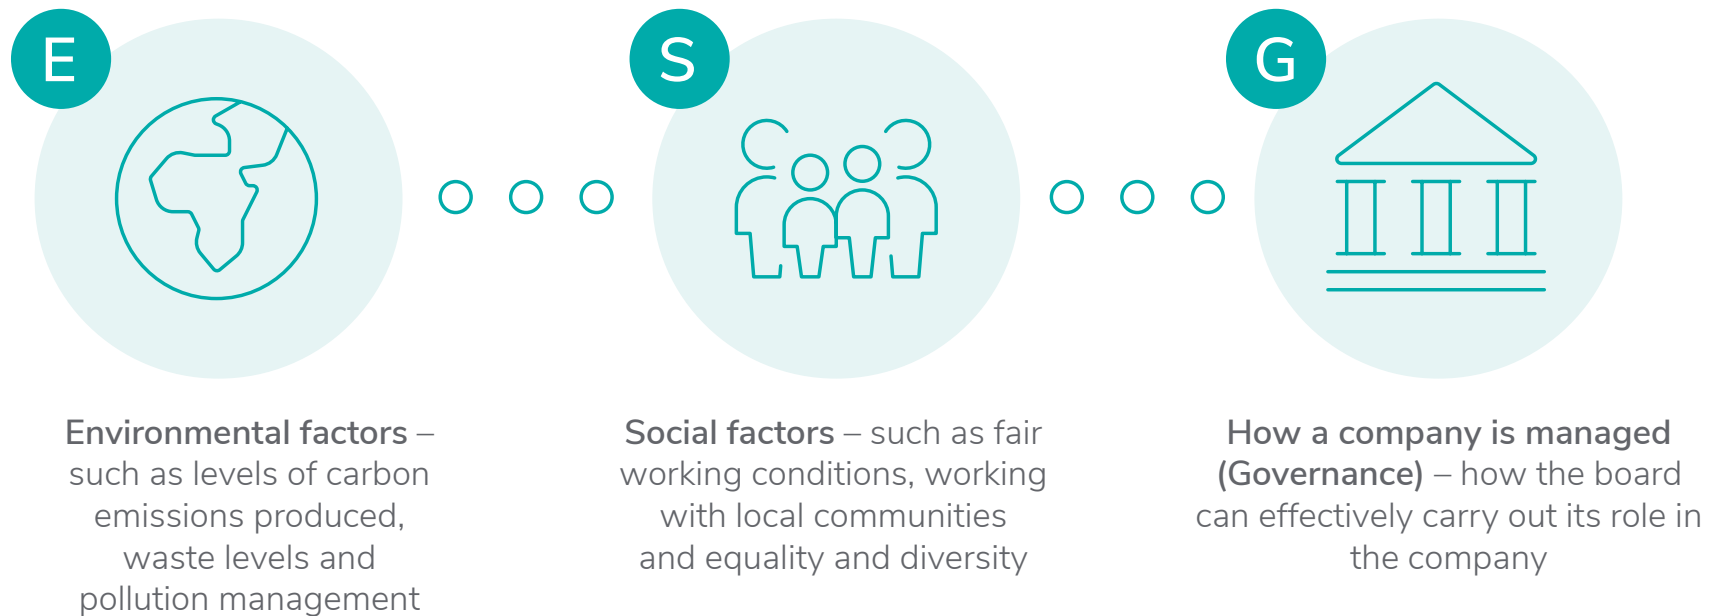 E
Environmental factors –
such as levels of carbon
emissions produced,
waste levels and
pollution management
S
Social factors – such as fair
working conditions, working
with local communities
and equality and diversity
G
How a company is managed
(Governance) – how the board
can effectively carry out its role in
the company